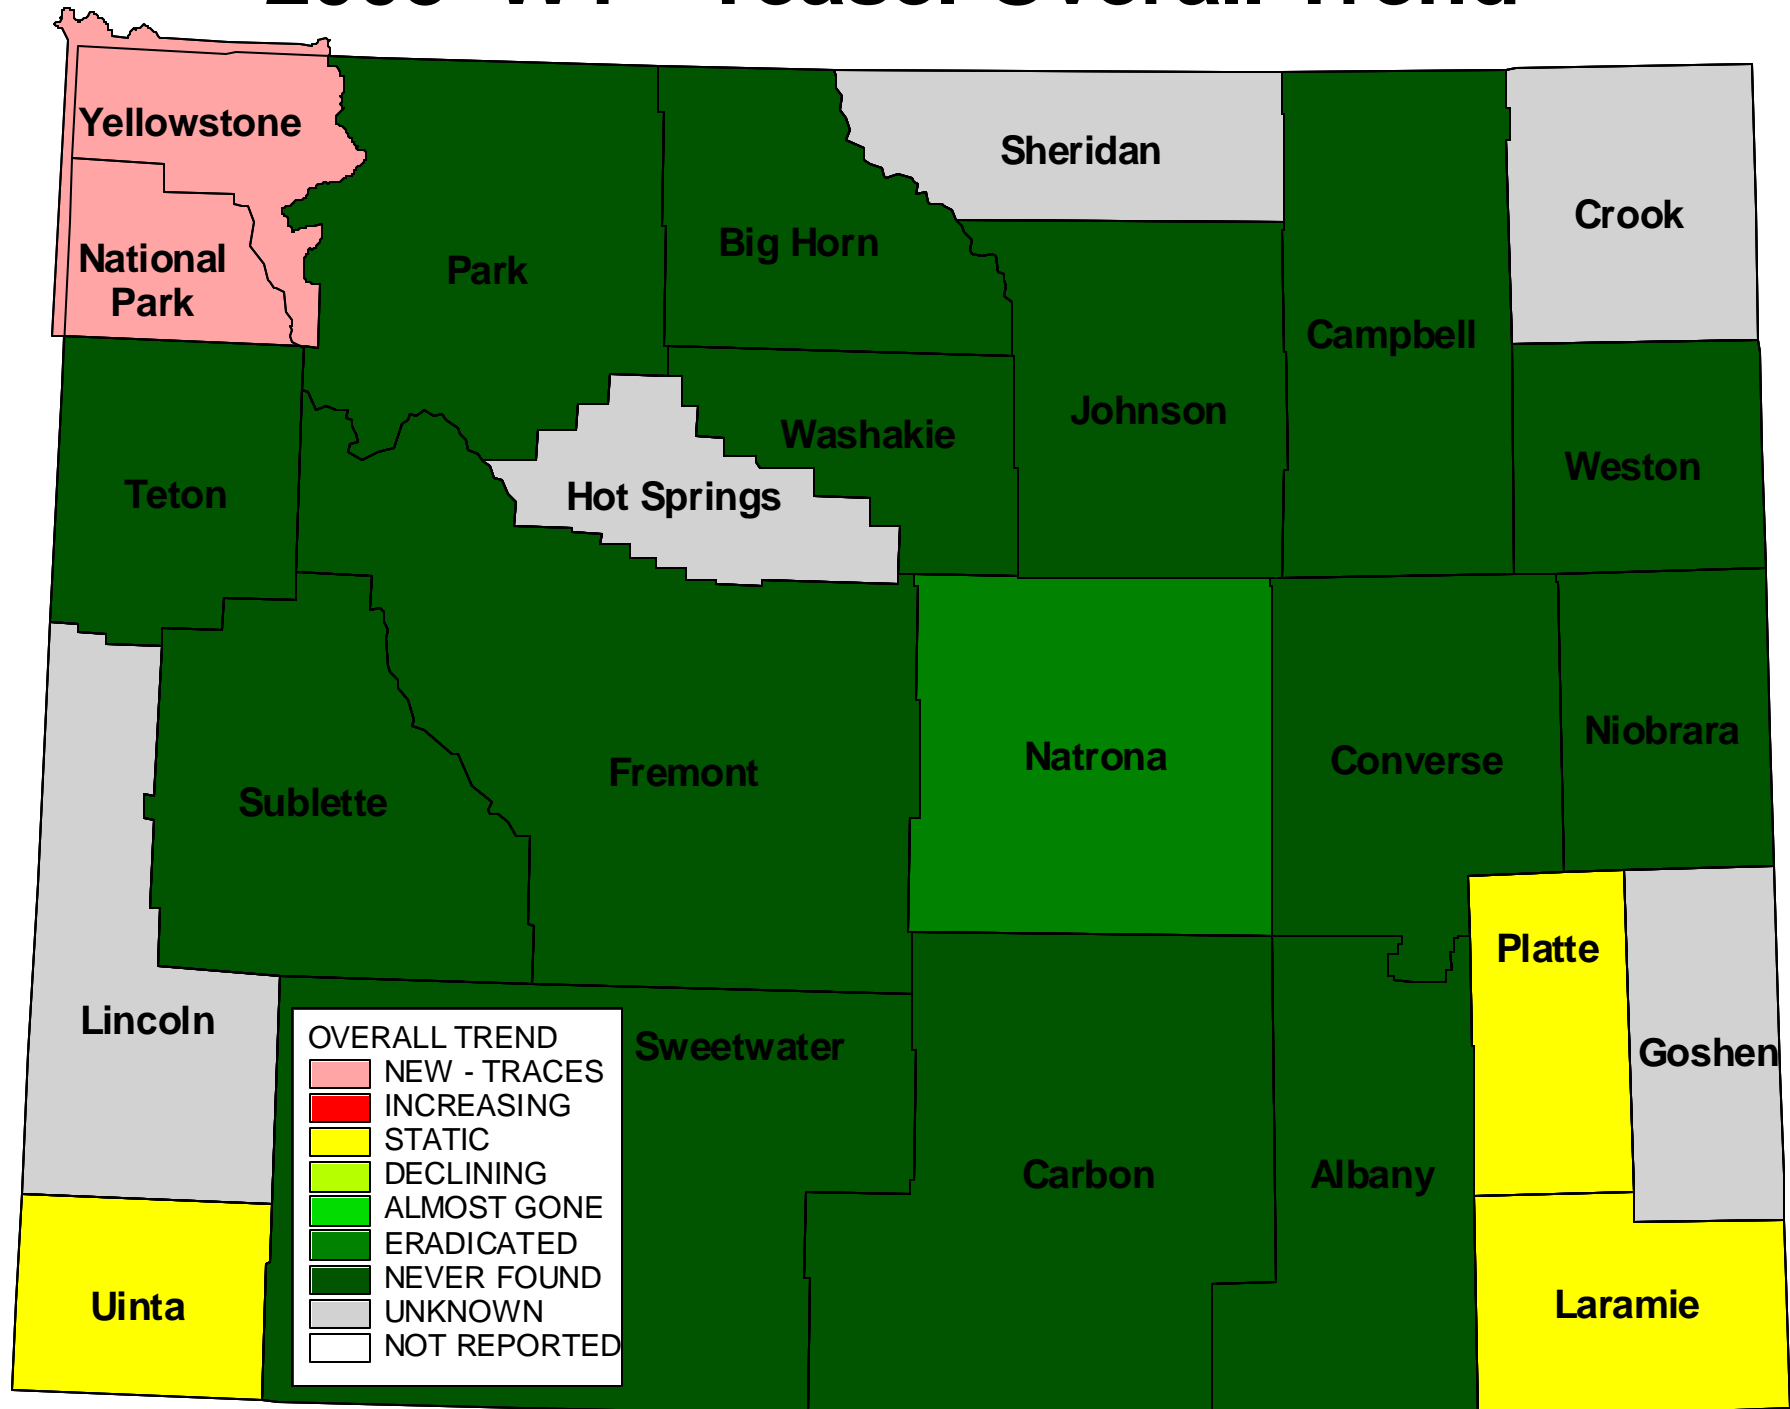 Overall Trend
Yellowstone
National
Park
Park
Big Horn
Sheridan
Campbell
Crook
Johnson
Washakie
Hot Springs
Teton
Weston
Natrona
Converse
Niobrara
Fremont
Sublette
Lincoln
Sweetwater
Platte
Goshen
Carbon
Albany
Uinta
Laramie
OVERALL TREND
NEW - TRACES
INCREASING
STATIC
DECLINING
ALMOST GONE
ERADICATED
NEVER FOUND
UNKNOWN
NOT REPORTED